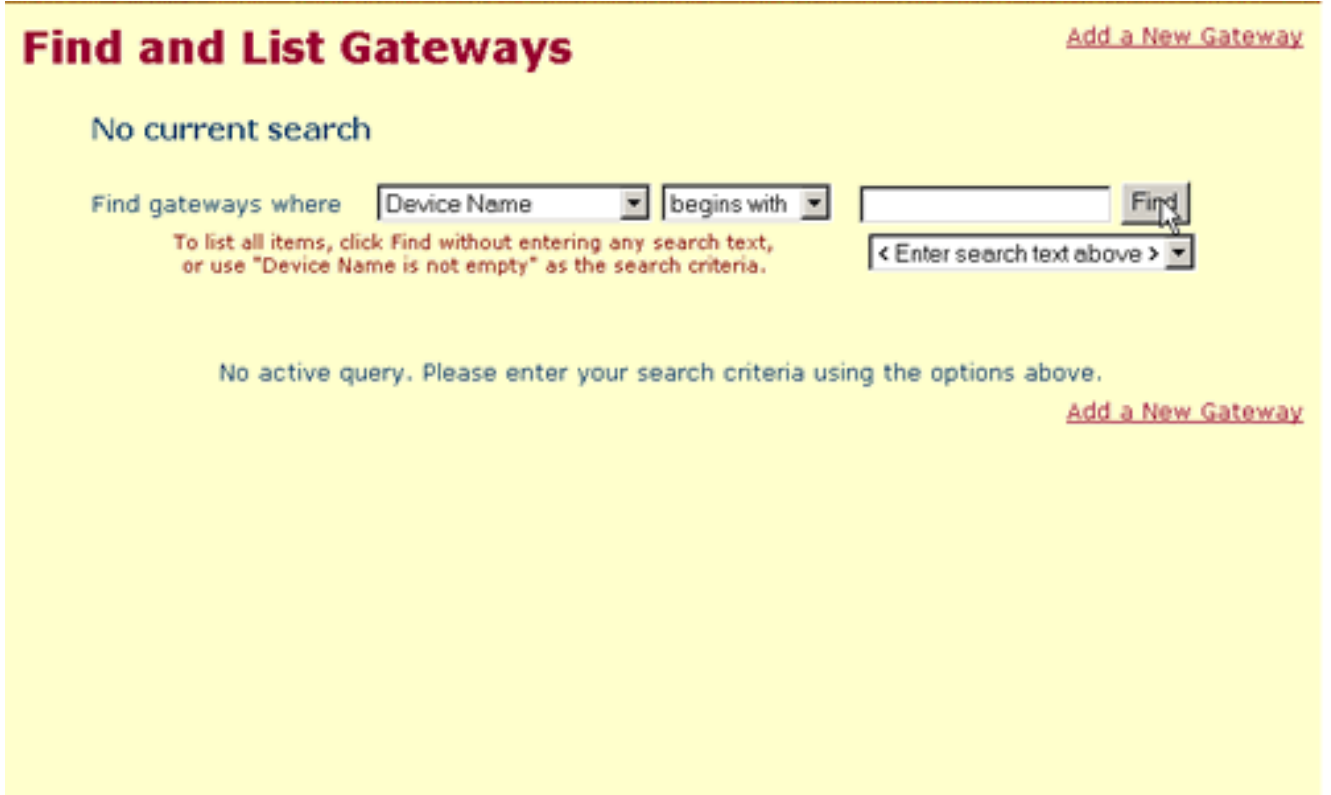 Find and List Gateways
Add a New Gateway
No current search
Find gateways where Device Name begins with Find
To list all items, click Find without entering any search text,
or use "Device Name is not empty" as the search criteria.
< Enter search text above >
No active query. Please enter your search criteria using the options above.
Add a New Gateway